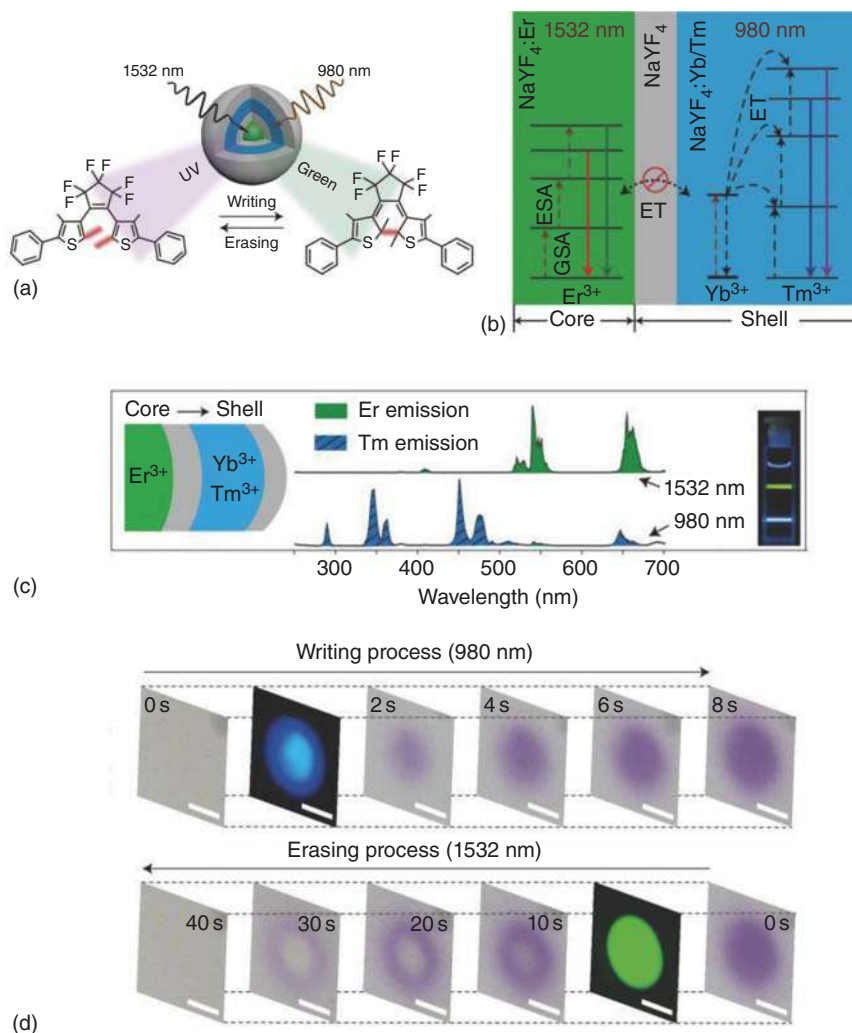 1532 nm
980 nm
UV
Green
Writing
Erasing
F F
F F
F F
S S
F F
F F
F F
S S
(a)
NaYF₄:Er
1532 nm
NaYF₄
NaYF₄:Yb/Tm
980 nm
ET
ESA
GSA
ET
Er³⁺
Yb³⁺
Tm³⁺
Core
Shell
(b)
Core → Shell
Er³⁺
Yb³⁺
Tm³⁺
Er emission
Tm emission
1532 nm
980 nm
300 400 500 600 700
Wavelength (nm)
(c)
Writing process (980 nm)
0 s 2 s 4 s 6 s 8 s
Erasing process (1532 nm)
40 s 30 s 20 s 10 s 0 s
(d)